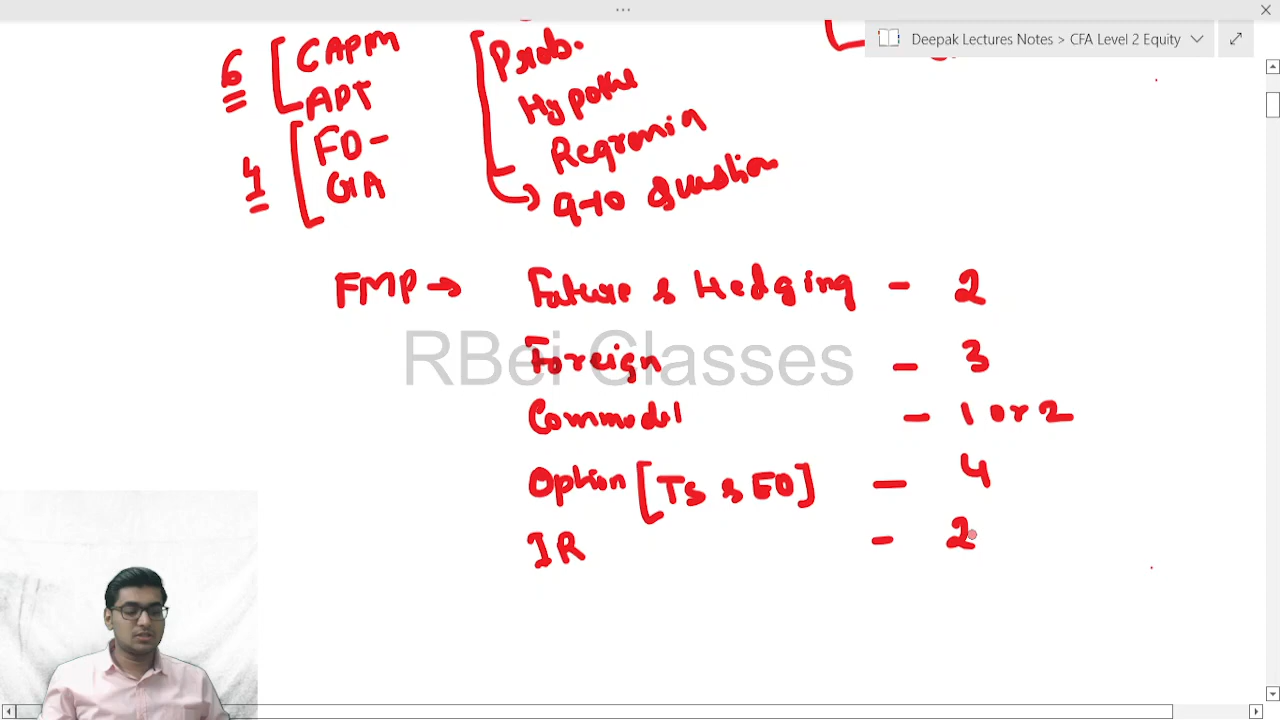 Deepak Lectures Notes > CFA Level 2 Equity
6 [ CAPM
APT
4 [ FD -
GIA
[ Prob.
Hypothe
Regression
9-10 Question
FMP → Future & Hedging - 2
Foreign - 3
Commodi - 1 or 2
Option [TS & EO] - 4
IR - 2
RBei Classes